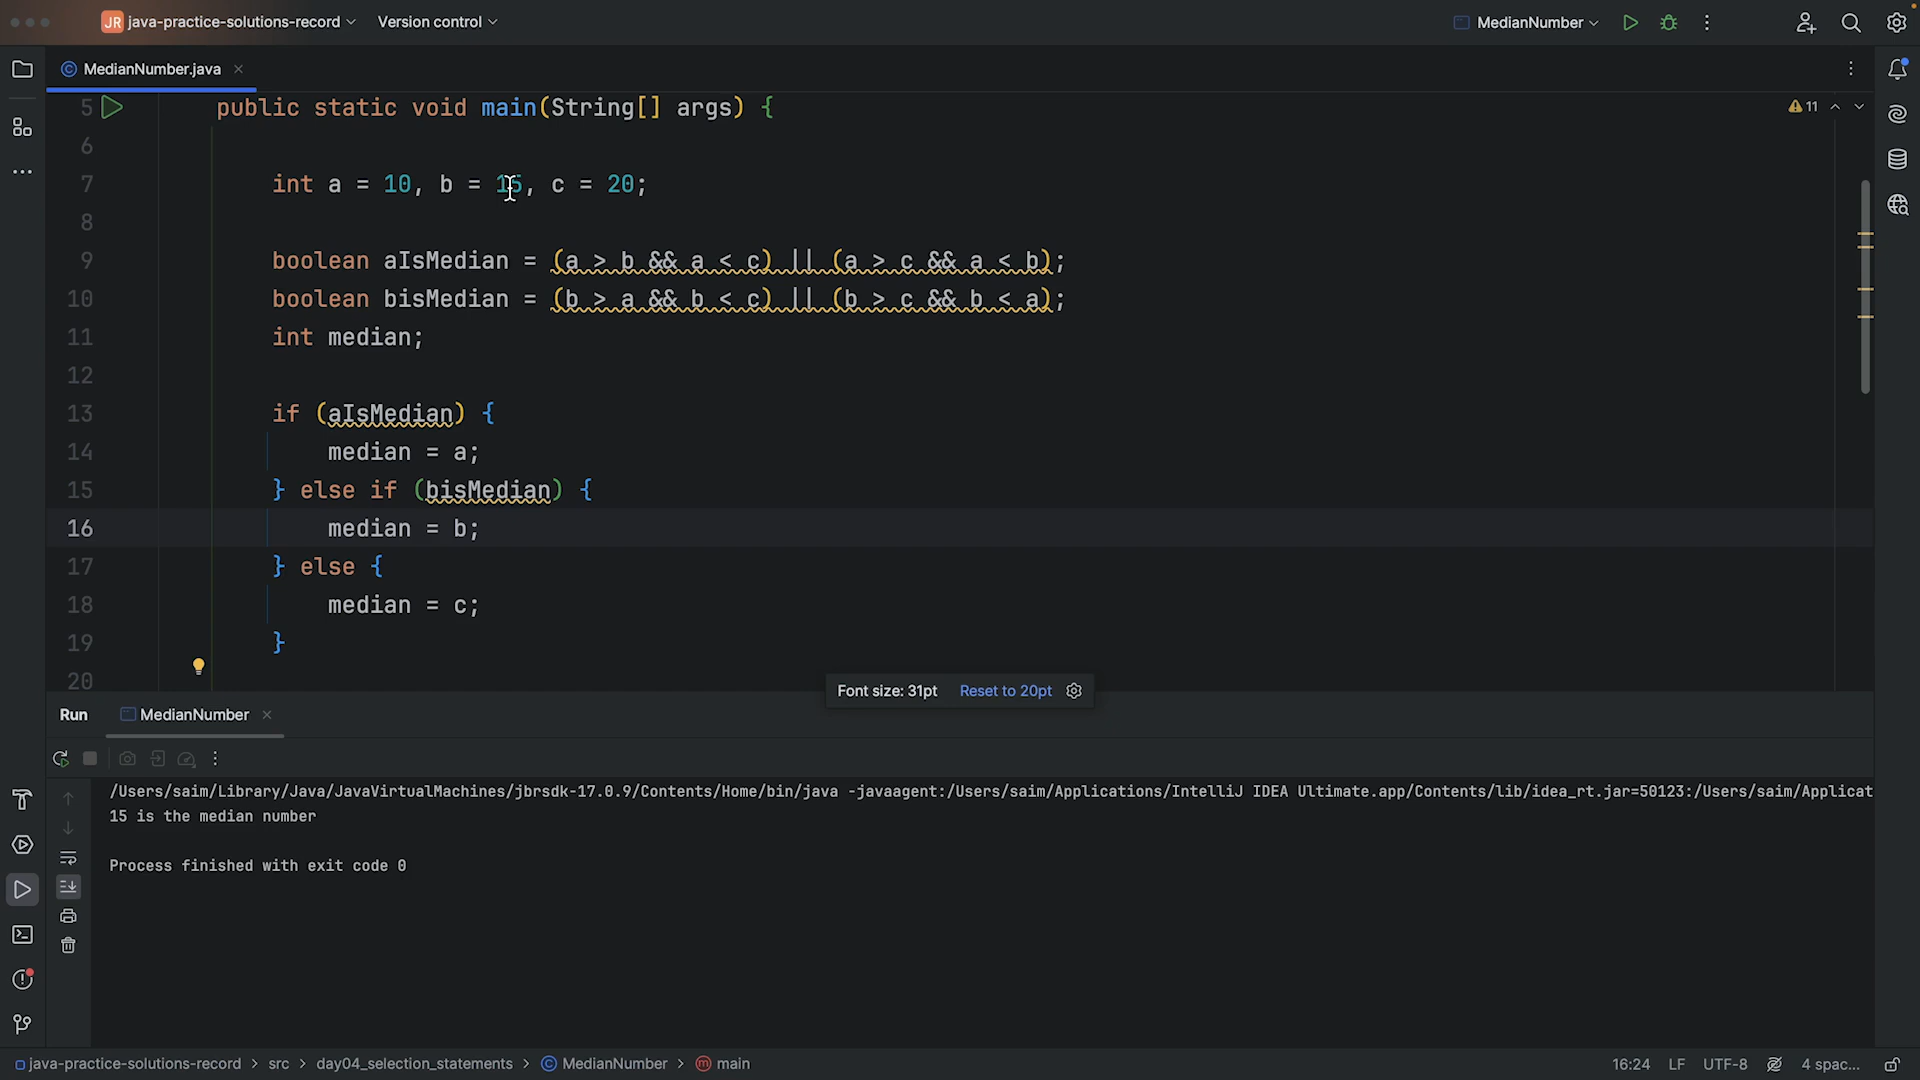 JR java-practice-solutions-record Version control MedianNumber
MedianNumber.java
11
5 public static void main(String[] args) {
6
7 int a = 10, b = 15, c = 20;
8
9 boolean aIsMedian = (a > b && a < c) || (a > c && a < b);
10 boolean bisMedian = (b > a && b < c) || (b > c && b < a);
11 int median;
12
13 if (aIsMedian) {
14 median = a;
15 } else if (bisMedian) {
16 median = b;
17 } else {
18 median = c;
19 }
20
Font size: 31pt Reset to 20pt
Run MedianNumber
/Users/saim/Library/Java/JavaVirtualMachines/jbrsdk-17.0.9/Contents/Home/bin/java -javaagent:/Users/saim/Applications/IntelliJ IDEA Ultimate.app/Contents/lib/idea_rt.jar=50123:/Users/saim/Applicat
15 is the median number
Process finished with exit code 0
java-practice-solutions-record > src > day04_selection_statements > MedianNumber > main 16:24 LF UTF-8 4 spac...